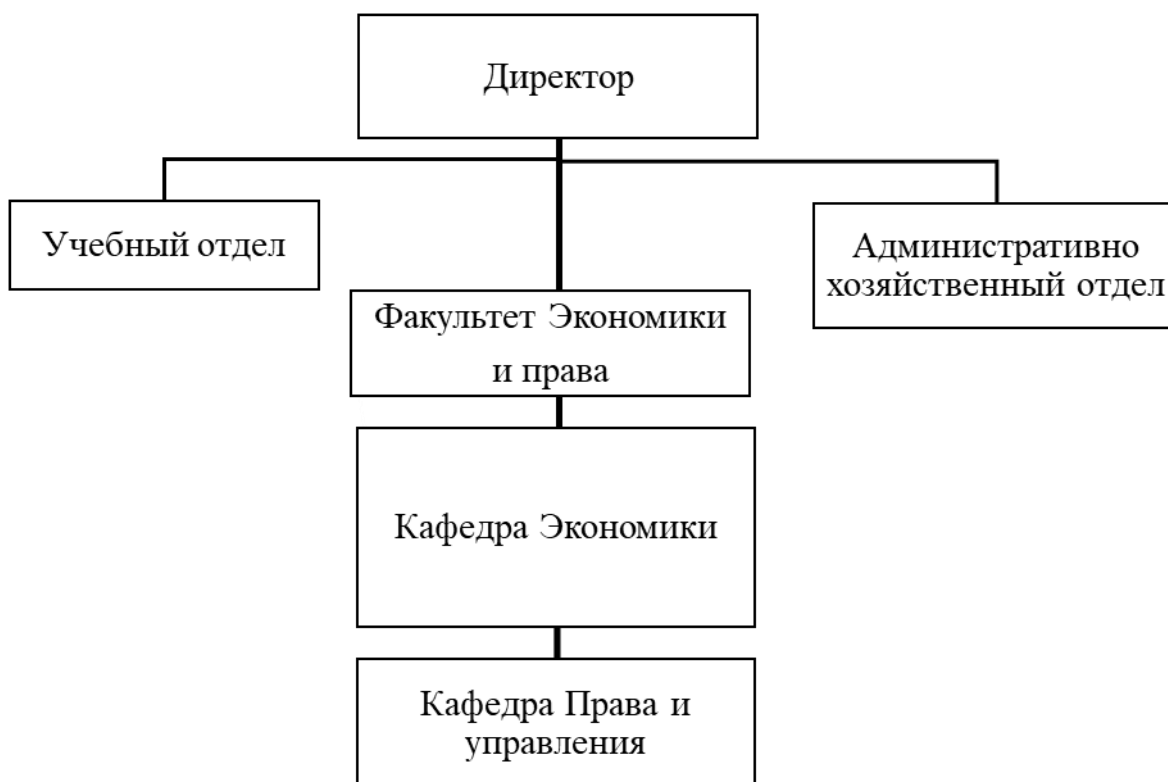 Директор
Учебный отдел
Административно
хозяйственный отдел
Факультет Экономики
и права
Кафедра Экономики
Кафедра Права и
управления